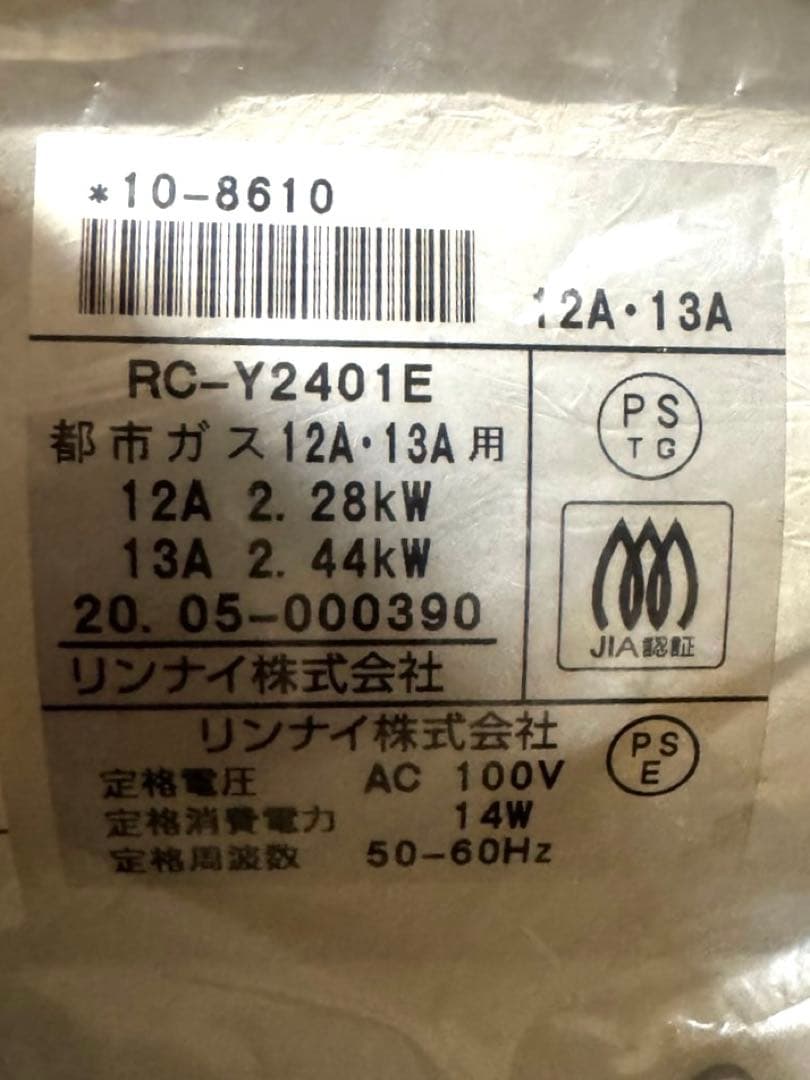 *10-8610
12A・13A
RC-Y2401E
都市ガス12A・13A用
12A 2.28kW
13A 2.44kW
20.05-000390
リンナイ株式会社
PS
TG
JIA認証
リンナイ株式会社
定格電圧 AC 100V
定格消費電力 14W
定格周波数 50-60Hz
PS
E